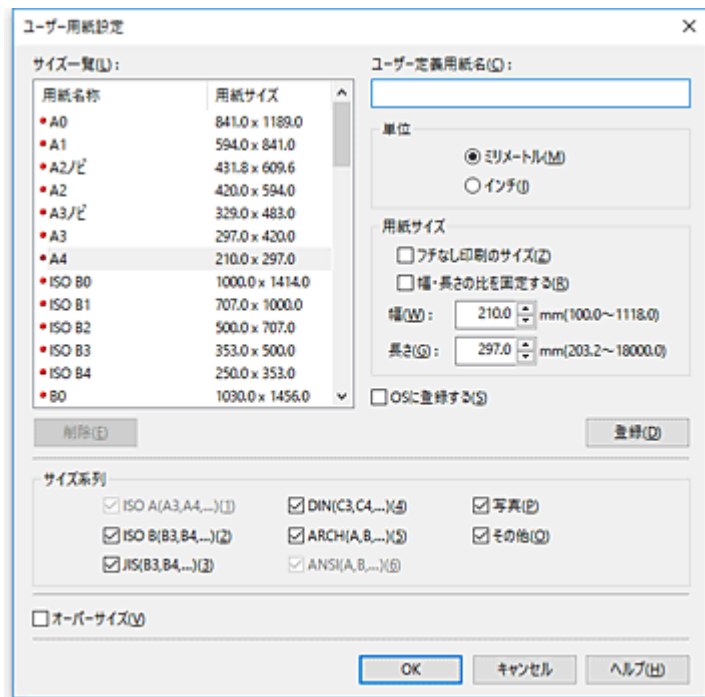 ユーザー用紙設定
サイズ一覧(L):
用紙名称 用紙サイズ
A0 841.0 x 1189.0
A1 594.0 x 841.0
A2ノビ 431.8 x 609.6
A2 420.0 x 594.0
A3ノビ 329.0 x 483.0
A3 297.0 x 420.0
A4 210.0 x 297.0
ISO B0 1000.0 x 1414.0
ISO B1 707.0 x 1000.0
ISO B2 500.0 x 707.0
ISO B3 353.0 x 500.0
ISO B4 250.0 x 353.0
B0 1030.0 x 1456.0
削除(E)
ユーザー定義用紙名(C):
単位
ミリメートル(M)
インチ(I)
用紙サイズ
フチなし印刷のサイズ(Z)
幅・長さの比を固定する(R)
幅(W): 210.0 mm(100.0～1118.0)
長さ(G): 297.0 mm(203.2～18000.0)
OSに登録する(S)
登録(D)
サイズ系列
ISO A(A3,A4,...)(1) DIN(C3,C4,...)(4) 写真(P)
ISO B(B3,B4,...)(2) ARCH(A,B,...)(5) その他(O)
JIS(B3,B4,...)(3) ANSI(A,B,...)(6)
オーバーサイズ(V)
OK キャンセル ヘルプ(H)